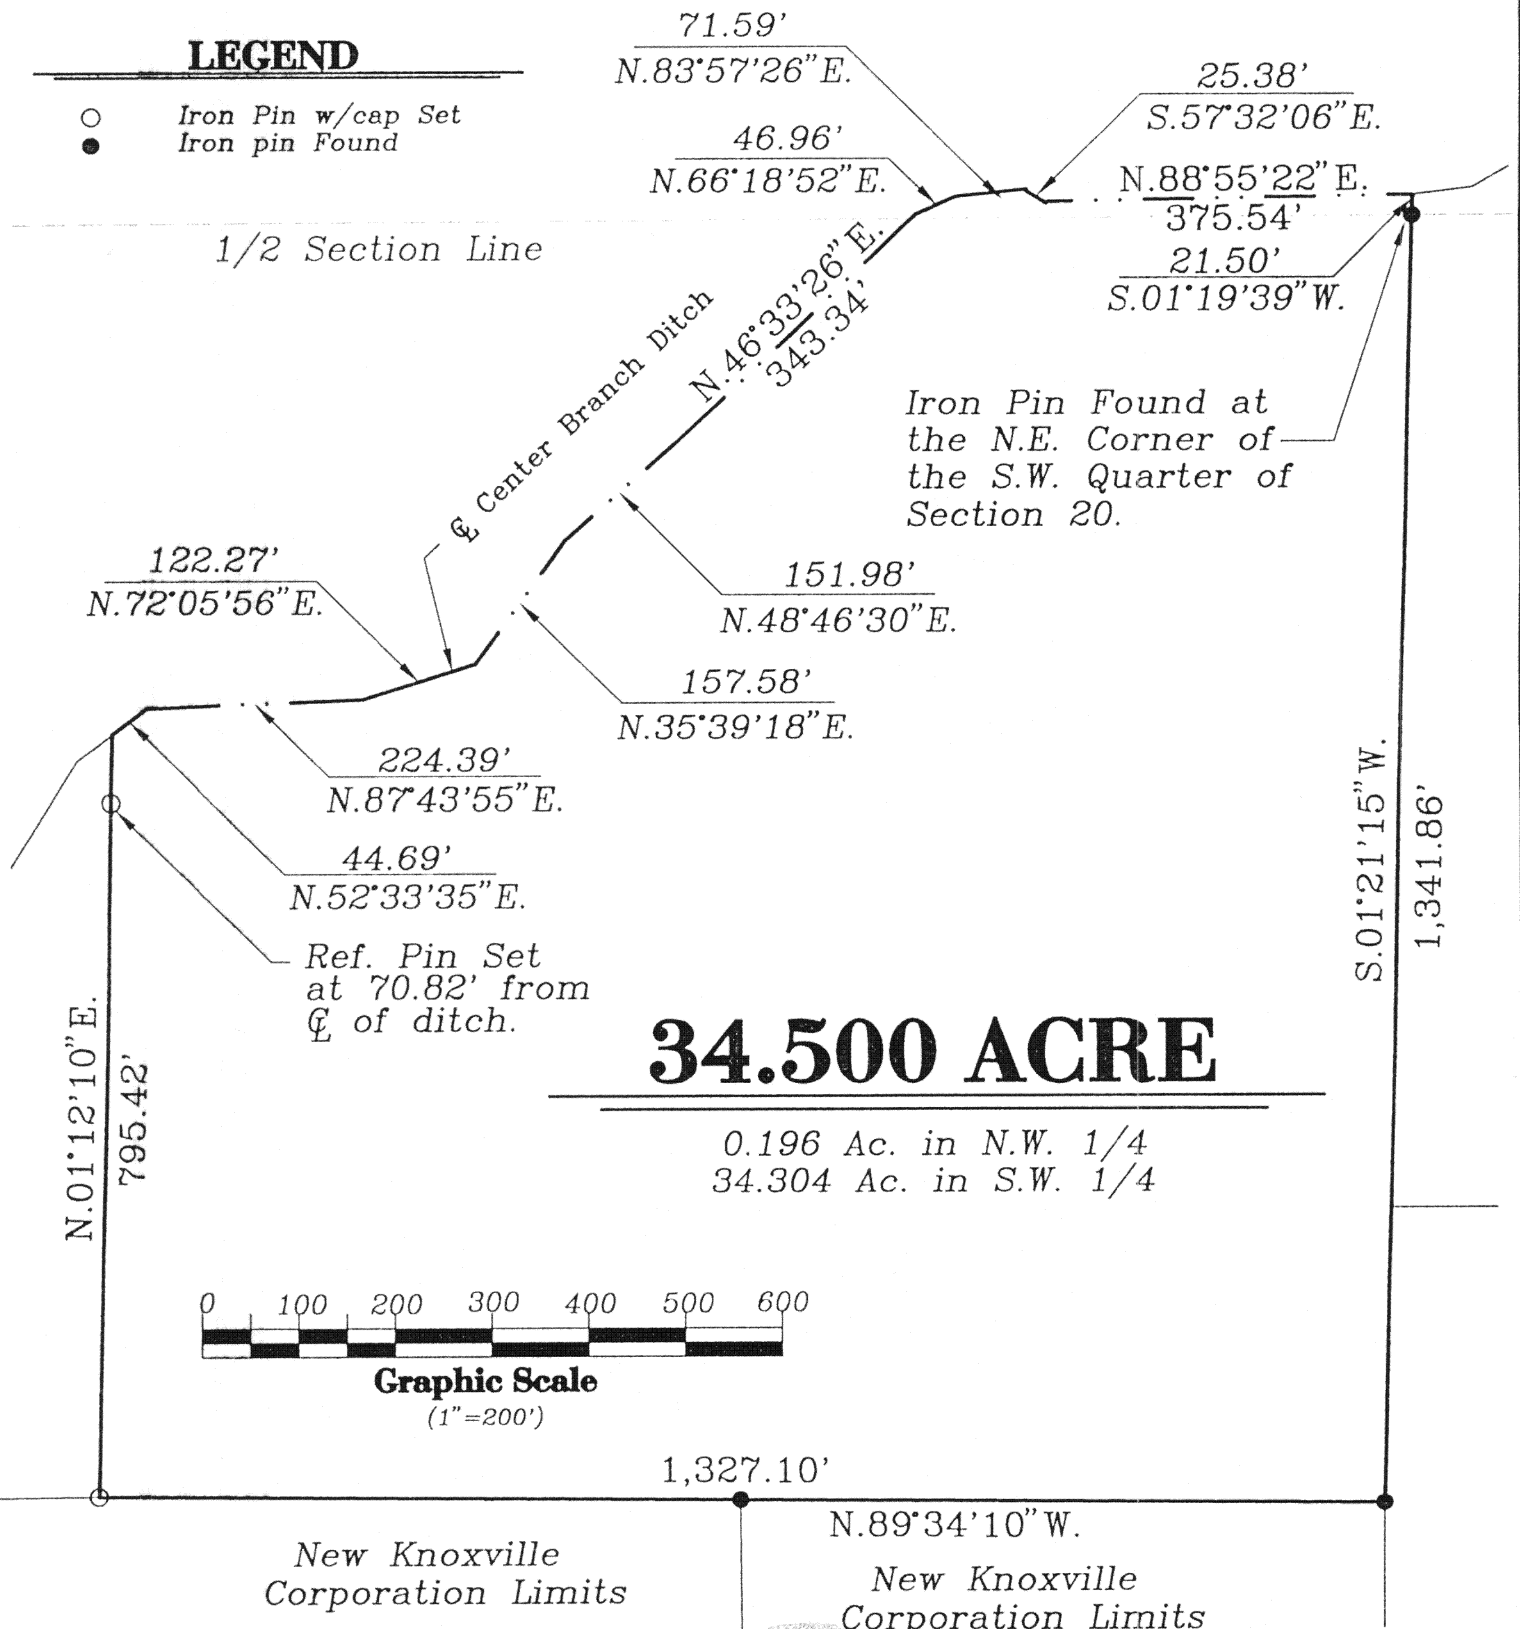 LEGEND
Iron Pin w/cap Set
Iron pin Found
71.59'
N.83°57'26"E.
25.38'
S.57°32'06"E.
46.96'
N.66°18'52"E.
N.88°55'22"E.
375.54'
1/2 Section Line
21.50'
S.01°19'39"W.
N.46°33'26"E.
343.34'
℄ Center Branch Ditch
Iron Pin Found at
the N.E. Corner of
the S.W. Quarter of
Section 20.
122.27'
N.72°05'56"E.
151.98'
N.48°46'30"E.
157.58'
N.35°39'18"E.
224.39'
N.87°43'55"E.
44.69'
N.52°33'35"E.
Ref. Pin Set
at 70.82' from
℄ of ditch.
S.01°21'15"W.
1,341.86'
N.01°12'10"E.
795.42'
34.500 ACRE
0.196 Ac. in N.W. 1/4
34.304 Ac. in S.W. 1/4
0 100 200 300 400 500 600
Graphic Scale
(1"=200')
1,327.10'
N.89°34'10"W.
New Knoxville
Corporation Limits
New Knoxville
Corporation Limits